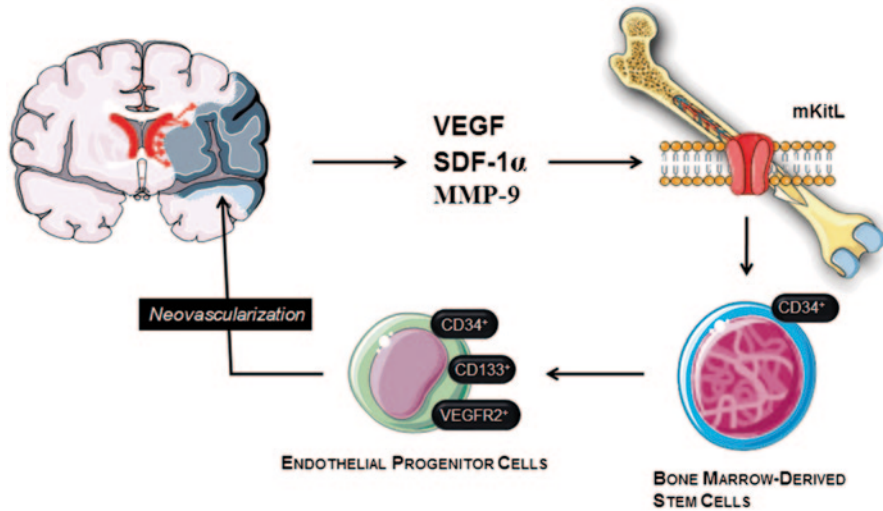 VEGF
SDF-1α
MMP-9
mKitL
Neovascularization
CD34⁺
CD133⁺
VEGFR2⁺
CD34⁺
ENDOTHELIAL PROGENITOR CELLS
BONE MARROW-DERIVED
STEM CELLS